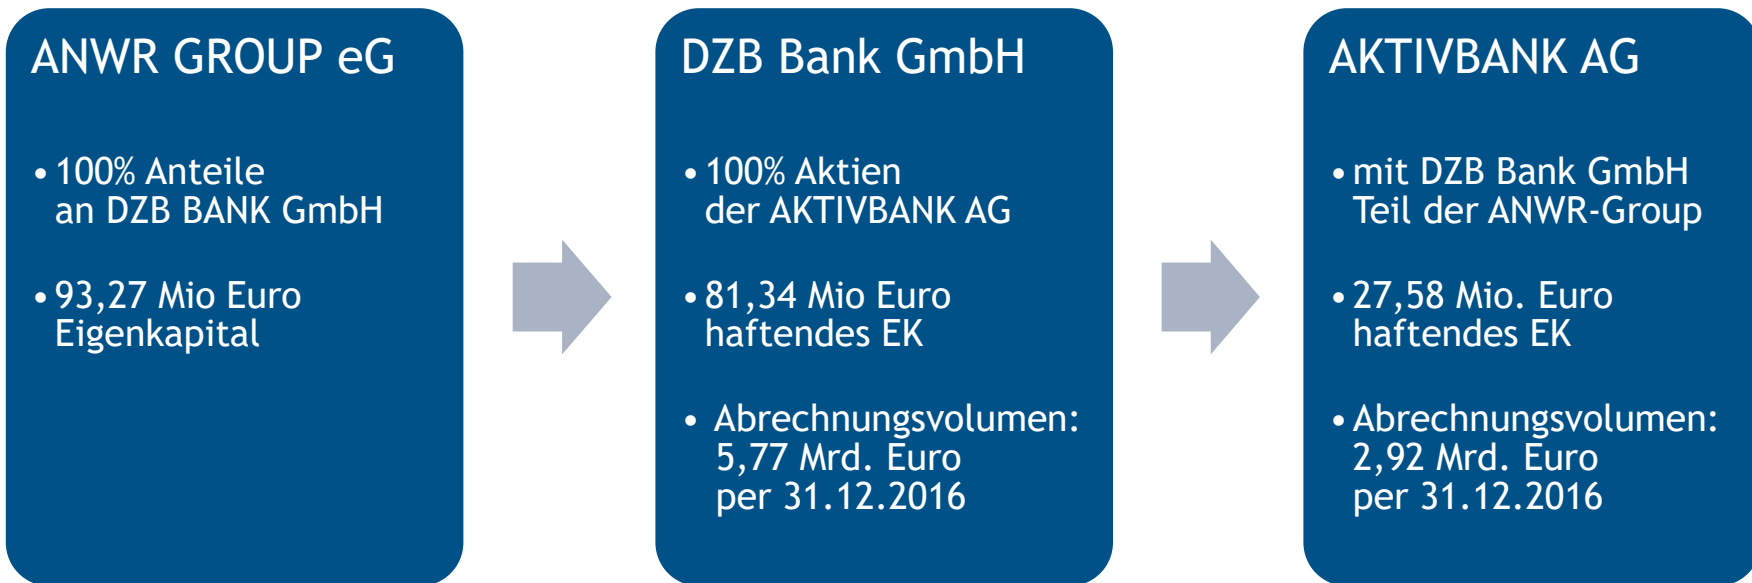 ANWR GROUP eG
• 100% Anteile
an DZB BANK GmbH
• 93,27 Mio Euro
Eigenkapital
DZB Bank GmbH
• 100% Aktien
der AKTIVBANK AG
• 81,34 Mio Euro
haftendes EK
• Abrechnungsvolumen:
5,77 Mrd. Euro
per 31.12.2016
AKTIVBANK AG
• mit DZB Bank GmbH
Teil der ANWR-Group
• 27,58 Mio. Euro
haftendes EK
• Abrechnungsvolumen:
2,92 Mrd. Euro
per 31.12.2016